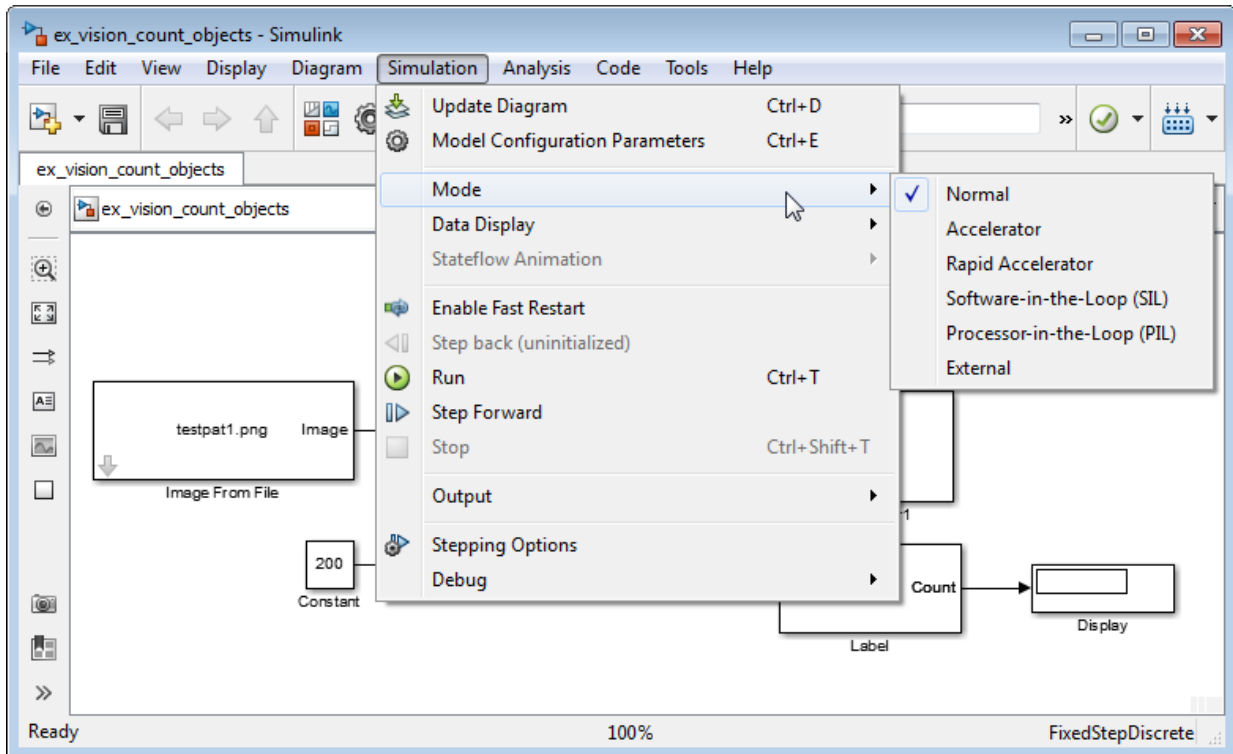 ex_vision_count_objects - Simulink
File Edit View Display Diagram Simulation Analysis Code Tools Help
Update Diagram Ctrl+D
Model Configuration Parameters Ctrl+E
ex_vision_count_objects
ex_vision_count_objects
Mode
Data Display
Stateflow Animation
Enable Fast Restart
Step back (uninitialized)
Run Ctrl+T
Step Forward
Stop Ctrl+Shift+T
Output
Stepping Options
Debug
Normal
Accelerator
Rapid Accelerator
Software-in-the-Loop (SIL)
Processor-in-the-Loop (PIL)
External
testpat1.png Image
Image From File
200
Constant
Count
Label
Display
Ready 100% FixedStepDiscrete